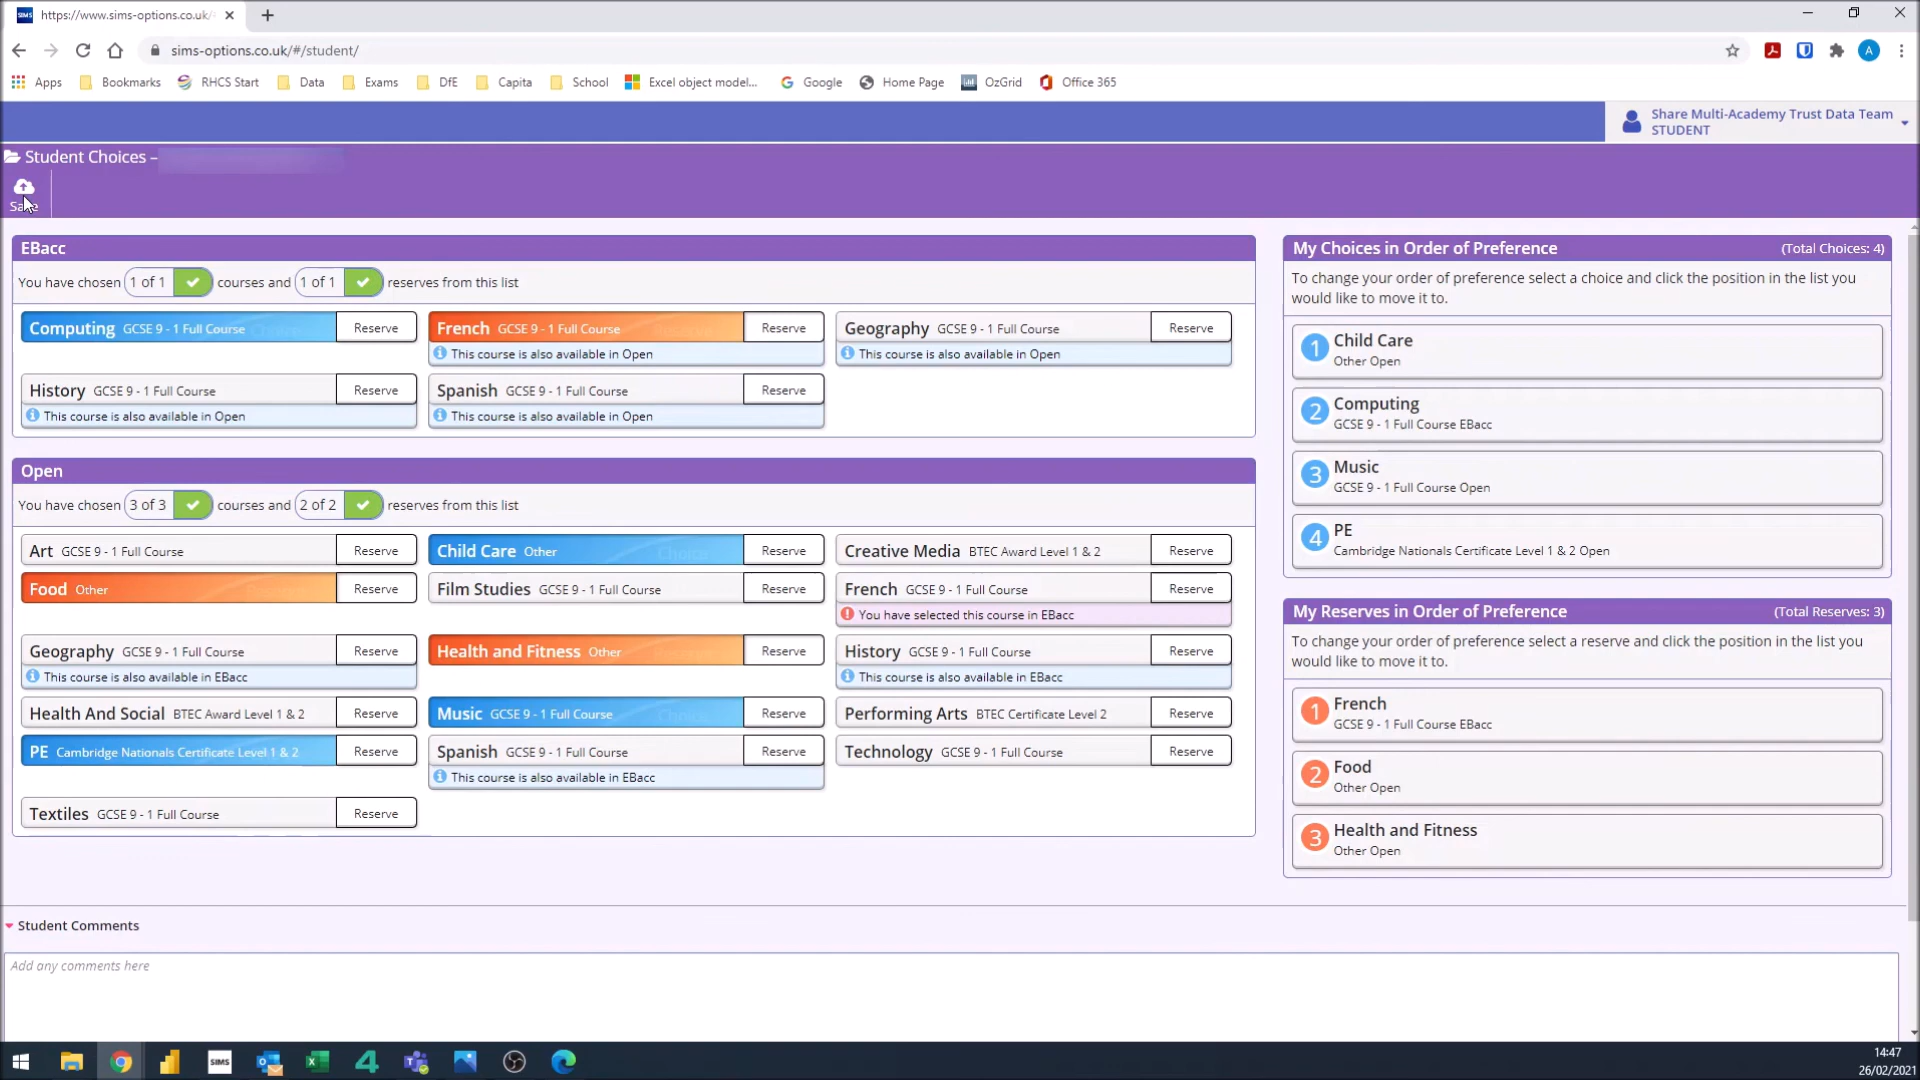 https://www.sims-options.co.uk/
sims-options.co.uk/#/student/
Apps Bookmarks RHCS Start Data Exams DfE Capita School Excel object model... Google Home Page OzGrid Office 365
Share Multi-Academy Trust Data Team
STUDENT
Student Choices –
EBacc
You have chosen 1 of 1 courses and 1 of 1 reserves from this list
Computing GCSE 9 - 1 Full Course Reserve French GCSE 9 - 1 Full Course Reserve Geography GCSE 9 - 1 Full Course Reserve
This course is also available in Open This course is also available in Open
History GCSE 9 - 1 Full Course Reserve Spanish GCSE 9 - 1 Full Course Reserve
This course is also available in Open This course is also available in Open
Open
You have chosen 3 of 3 courses and 2 of 2 reserves from this list
Art GCSE 9 - 1 Full Course Reserve Child Care Other Reserve Creative Media BTEC Award Level 1 & 2 Reserve
Food Other Reserve Film Studies GCSE 9 - 1 Full Course Reserve French GCSE 9 - 1 Full Course Reserve
You have selected this course in EBacc
Geography GCSE 9 - 1 Full Course Reserve Health and Fitness Other Reserve History GCSE 9 - 1 Full Course Reserve
This course is also available in EBacc This course is also available in EBacc
Health And Social BTEC Award Level 1 & 2 Reserve Music GCSE 9 - 1 Full Course Reserve Performing Arts BTEC Certificate Level 2 Reserve
PE Cambridge Nationals Certificate Level 1 & 2 Reserve Spanish GCSE 9 - 1 Full Course Reserve Technology GCSE 9 - 1 Full Course Reserve
This course is also available in EBacc
Textiles GCSE 9 - 1 Full Course Reserve
My Choices in Order of Preference (Total Choices: 4)
To change your order of preference select a choice and click the position in the list you
would like to move it to.
1 Child Care
Other Open
2 Computing
GCSE 9 - 1 Full Course EBacc
3 Music
GCSE 9 - 1 Full Course Open
4 PE
Cambridge Nationals Certificate Level 1 & 2 Open
My Reserves in Order of Preference (Total Reserves: 3)
To change your order of preference select a reserve and click the position in the list you
would like to move it to.
1 French
GCSE 9 - 1 Full Course EBacc
2 Food
Other Open
3 Health and Fitness
Other Open
Student Comments
Add any comments here
SIMS
14:47
26/02/2021